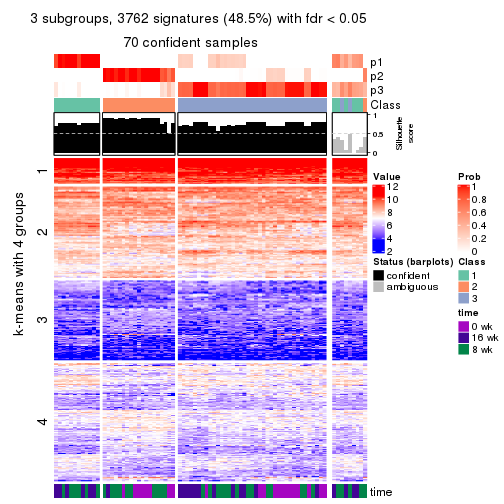 3 subgroups, 3762 signatures (48.5%) with fdr < 0.05
70 confident samples
p1
p2
p3
Class
1
0.5
0
Silhouette
score
k-means with 4 groups
1
2
3
4
time
Value
12
10
8
6
4
2
Prob
1
0.8
0.6
0.4
0.2
0
Status (barplots)
confident
ambiguous
Class
1
2
3
time
0 wk
16 wk
8 wk